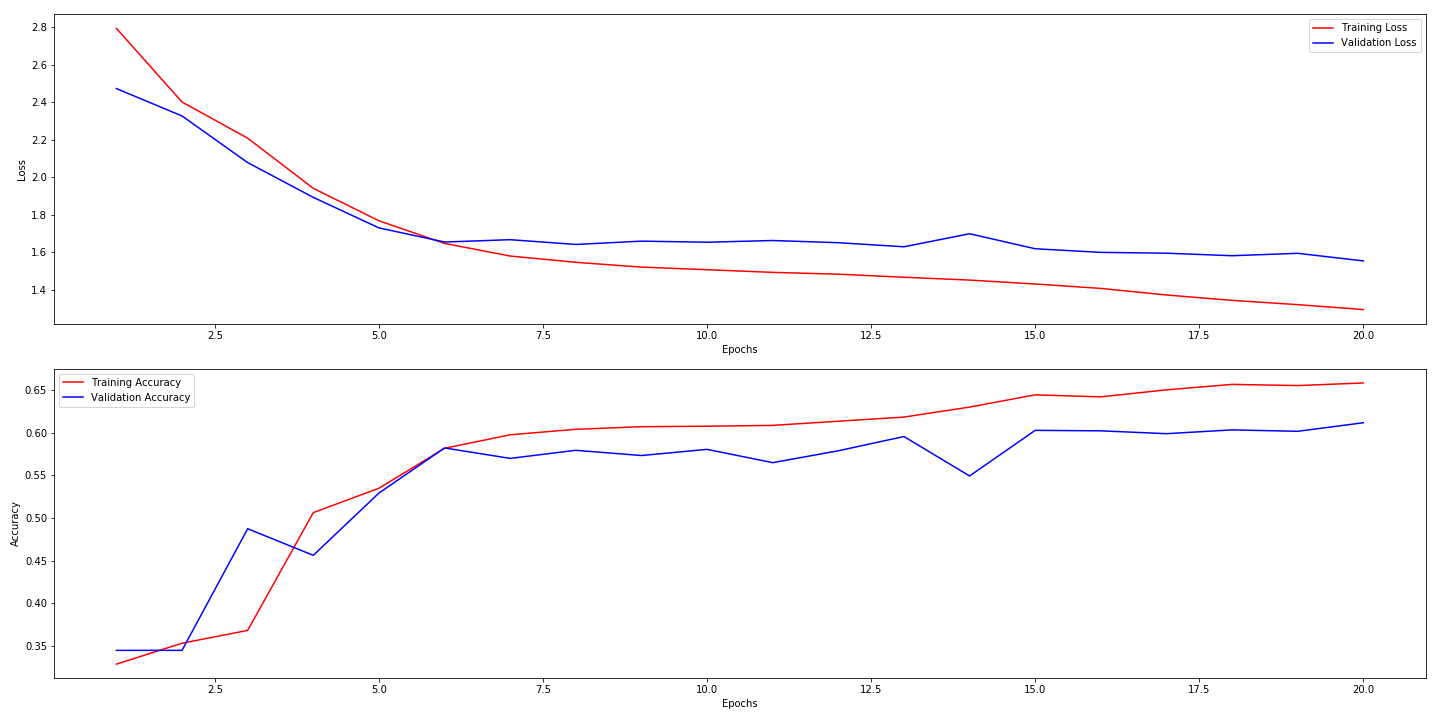 2.8
2.6
2.4
2.2
2.0
1.8
1.6
1.4
Loss
Training Loss
Validation Loss
2.5 5.0 7.5 10.0 12.5 15.0 17.5 20.0
Epochs
0.65
0.60
0.55
0.50
0.45
0.40
0.35
Accuracy
Training Accuracy
Validation Accuracy
2.5 5.0 7.5 10.0 12.5 15.0 17.5 20.0
Epochs